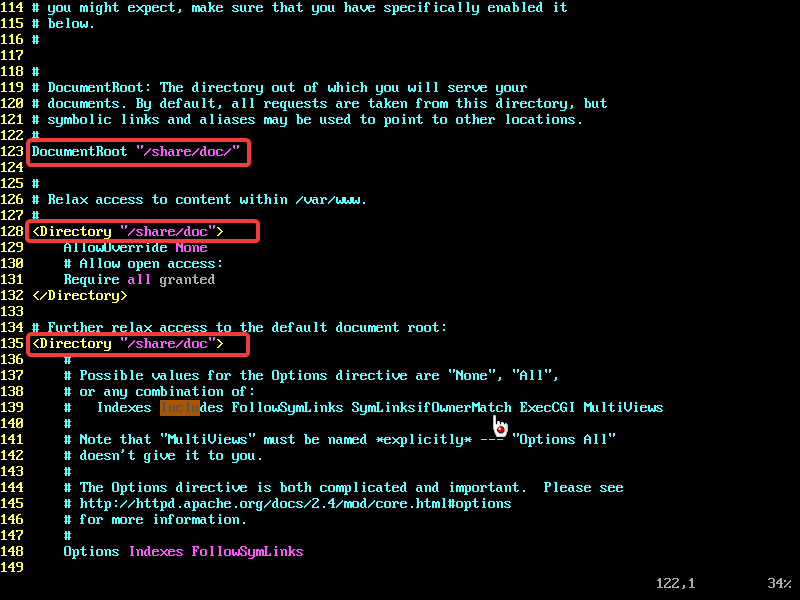 114 # you might expect, make sure that you have specifically enabled it
115 # below.
116 #
117
118 #
119 # DocumentRoot: The directory out of which you will serve your
120 # documents. By default, all requests are taken from this directory, but
121 # symbolic links and aliases may be used to point to other locations.
122 #
123 DocumentRoot "/share/doc/"
124
125 #
126 # Relax access to content within /var/www.
127 #
128 <Directory "/share/doc">
129     AllowOverride None
130     # Allow open access:
131     Require all granted
132 </Directory>
133
134 # Further relax access to the default document root:
135 <Directory "/share/doc">
136     #
137     # Possible values for the Options directive are "None", "All",
138     # or any combination of:
139     #   Indexes Includes FollowSymLinks SymLinksifOwnerMatch ExecCGI MultiViews
140     #
141     # Note that "MultiViews" must be named *explicitly* --- "Options All"
142     # doesn't give it to you.
143     #
144     # The Options directive is both complicated and important.  Please see
145     # http://httpd.apache.org/docs/2.4/mod/core.html#options
146     # for more information.
147     #
148     Options Indexes FollowSymLinks
149
122,1 34%